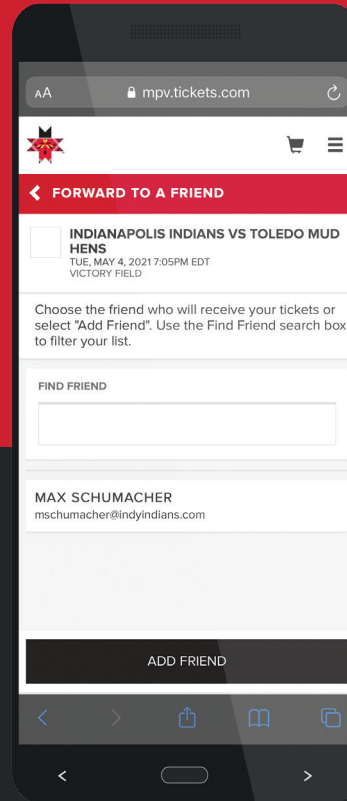 AA mpv.tickets.com
FORWARD TO A FRIEND
INDIANAPOLIS INDIANS VS TOLEDO MUD
HENS
TUE, MAY 4, 2021 7:05PM EDT
VICTORY FIELD
Choose the friend who will receive your tickets or
select "Add Friend". Use the Find Friend search box
to filter your list.
FIND FRIEND
MAX SCHUMACHER
mschumacher@indyindians.com
ADD FRIEND